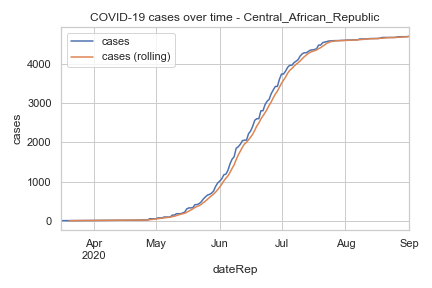 COVID-19 cases over time - Central_African_Republic
cases
cases (rolling)
4000
3000
2000
1000
0
cases
Apr
2020
May
Jun
Jul
Aug
Sep
dateRep